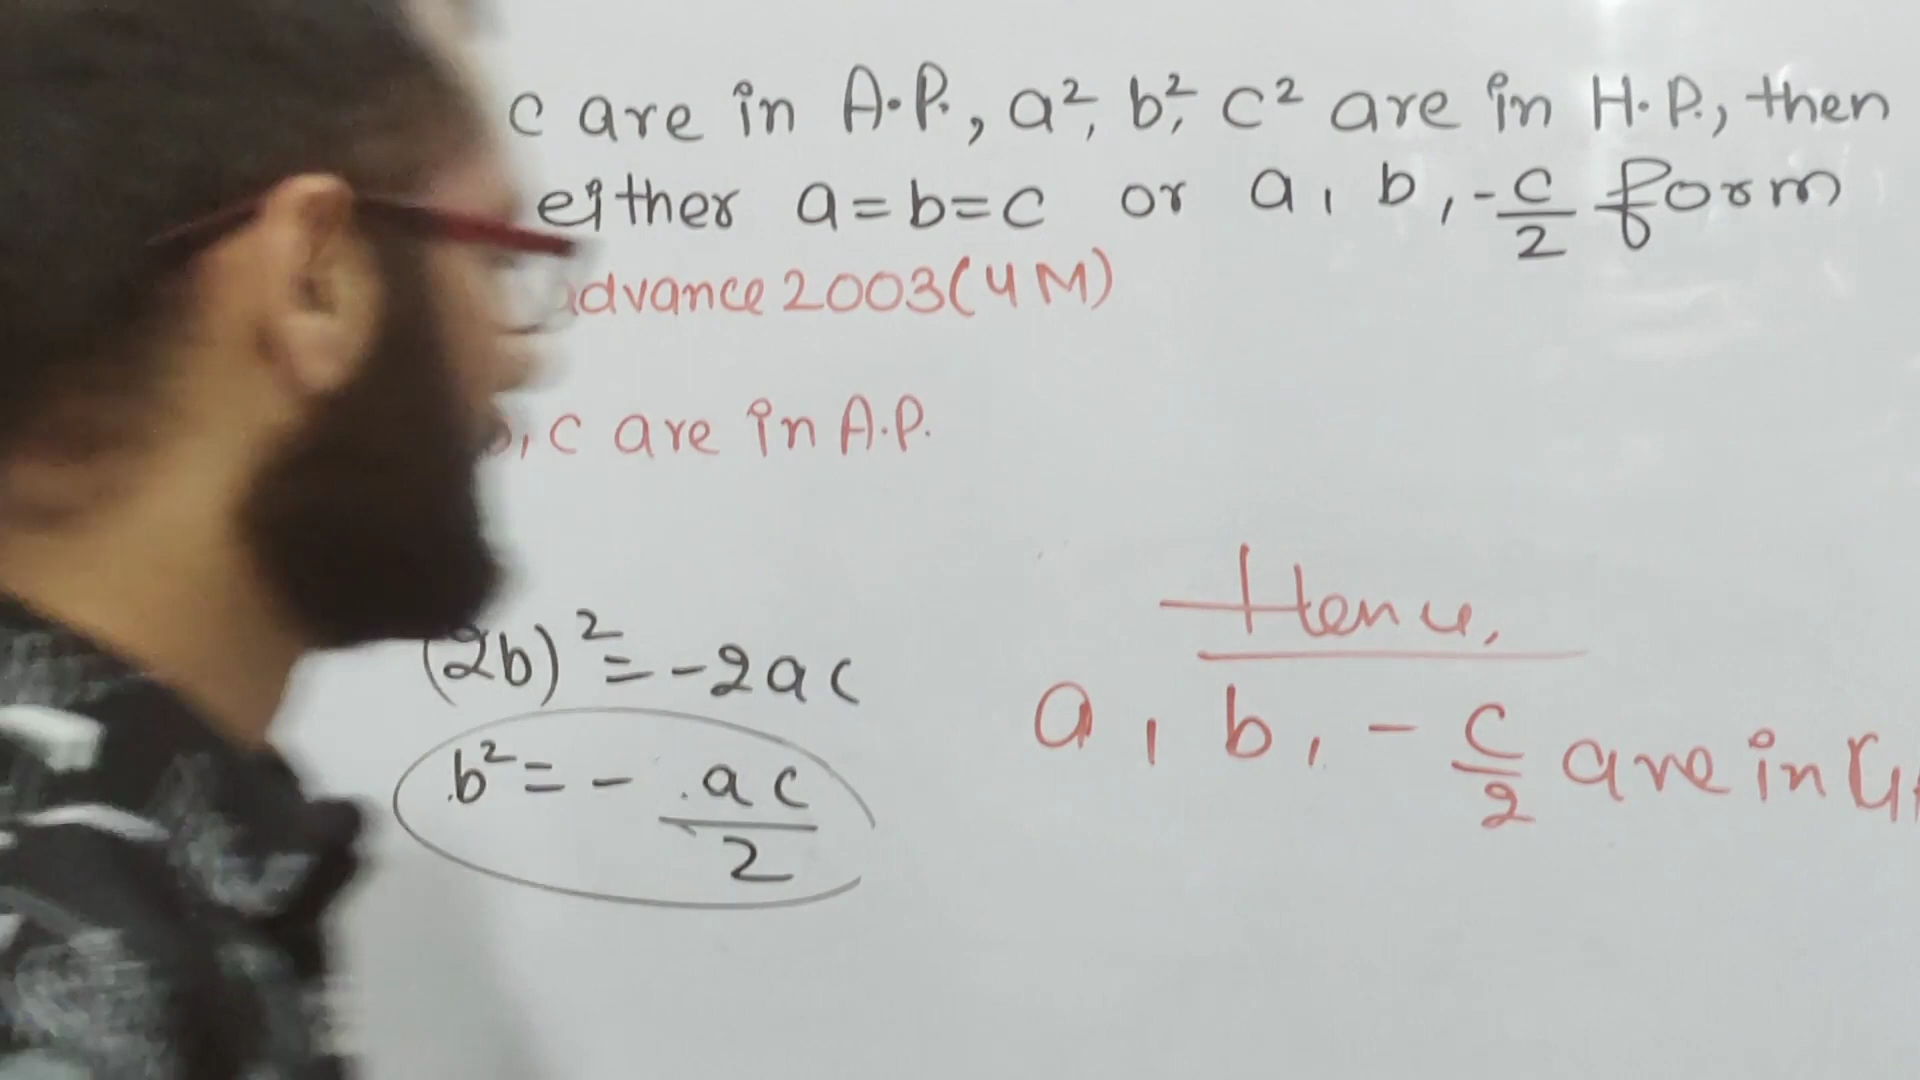 c are in A.P., a², b², c² are in H.P., then
either a=b=c or a, b, -c/2 form
advance 2003(4M)
, c are in A.P.
Hence,
(2b)² = -2ac
a, b, -c/2 are in G
b² = - ac/2